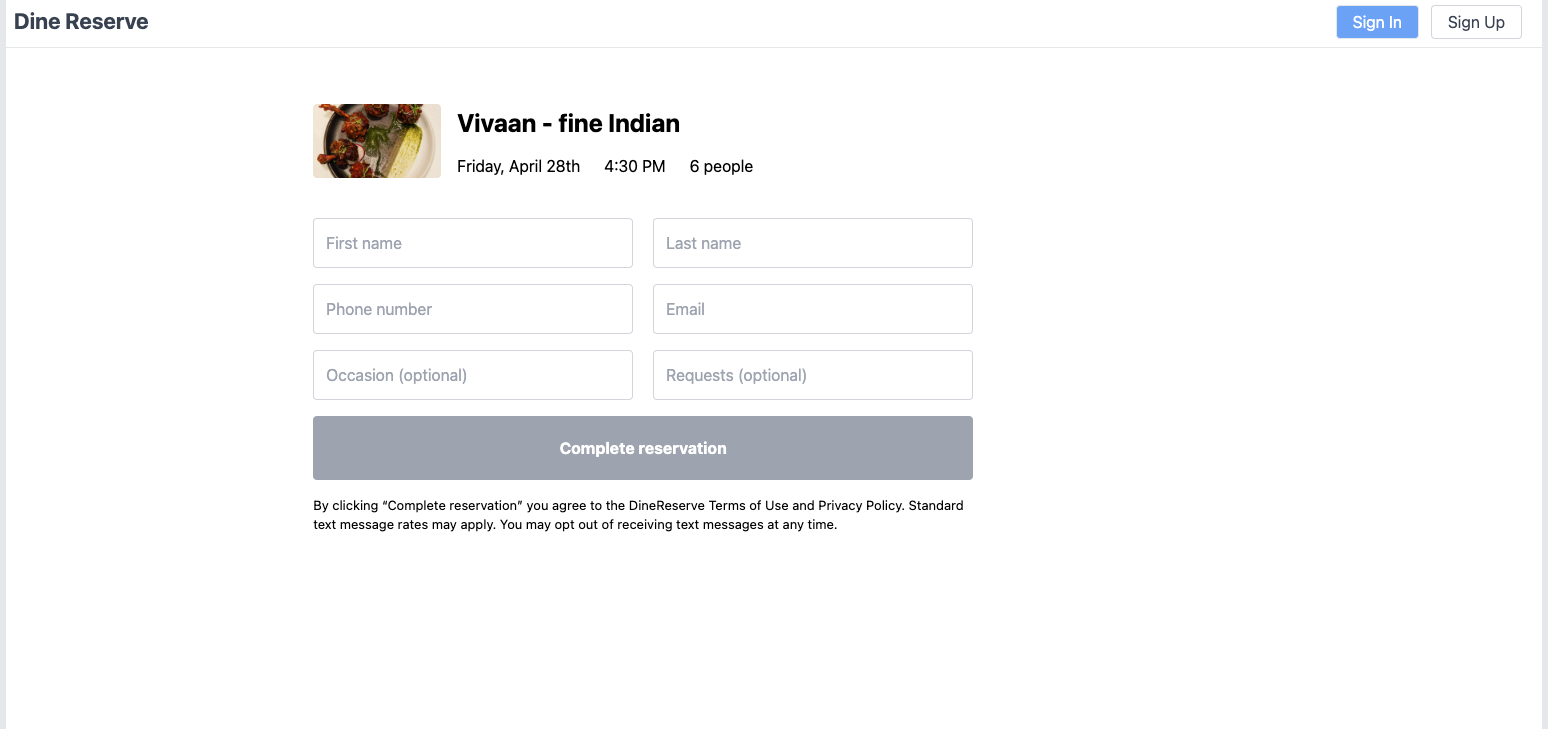 Dine Reserve
Sign In
Sign Up
Vivaan - fine Indian
Friday, April 28th 4:30 PM 6 people
First name
Last name
Phone number
Email
Occasion (optional)
Requests (optional)
Complete reservation
By clicking “Complete reservation” you agree to the DineReserve Terms of Use and Privacy Policy. Standard
text message rates may apply. You may opt out of receiving text messages at any time.